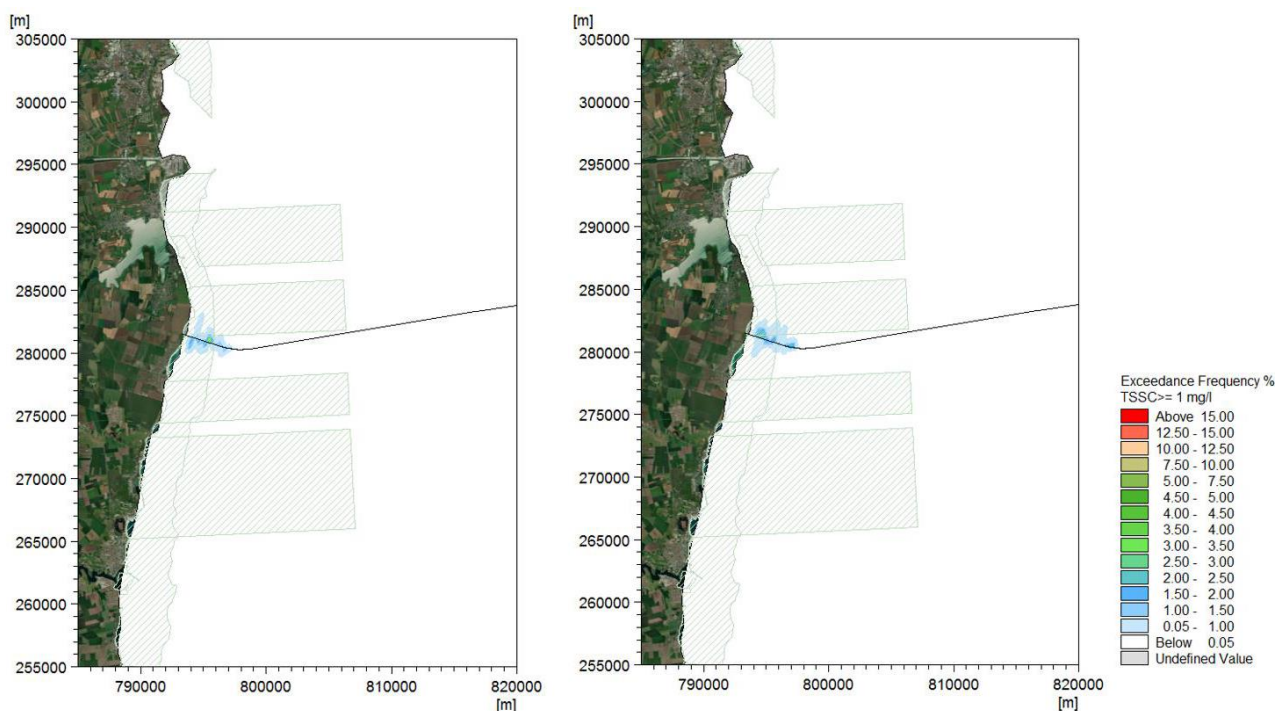 [m]
305000
300000
295000
290000
285000
280000
275000
270000
265000
260000
255000
790000
800000
810000
820000
[m]
[m]
305000
300000
295000
290000
285000
280000
275000
270000
265000
260000
255000
790000
800000
810000
820000
[m]
Exceedance Frequency %
TSSC>= 1 mg/l
Above 15.00
12.50 - 15.00
10.00 - 12.50
7.50 - 10.00
5.00 - 7.50
4.50 - 5.00
4.00 - 4.50
3.50 - 4.00
3.00 - 3.50
2.50 - 3.00
2.00 - 2.50
1.50 - 2.00
1.00 - 1.50
0.05 - 1.00
Below 0.05
Undefined Value